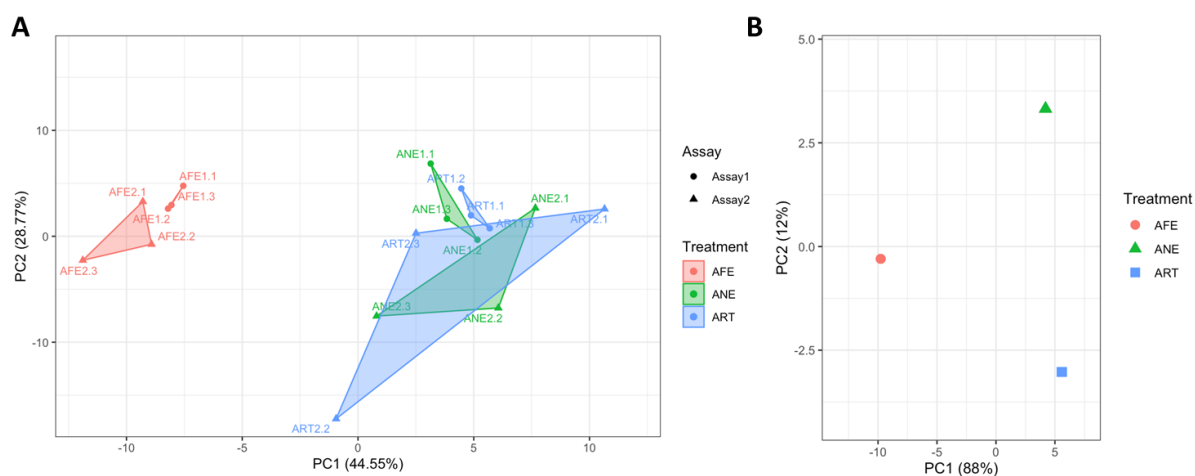 A
B
10
0
-10
PC2 (28.77%)
-10
-5
0
5
10
PC1 (44.55%)
AFE1.1
AFE2.1
AFE1.3
AFE1.2
AFE2.2
AFE2.3
ANE1.1
ART1.2
ANE2.1
ANE1.3
ART1.1
ART1.3
ART2.1
ART2.3
ANE1.2
ANE2.3
ANE2.2
ART2.2
Assay
Assay1
Assay2
Treatment
AFE
ANE
ART
5.0
2.5
0.0
-2.5
PC2 (12%)
-10
-5
0
5
PC1 (88%)
Treatment
AFE
ANE
ART